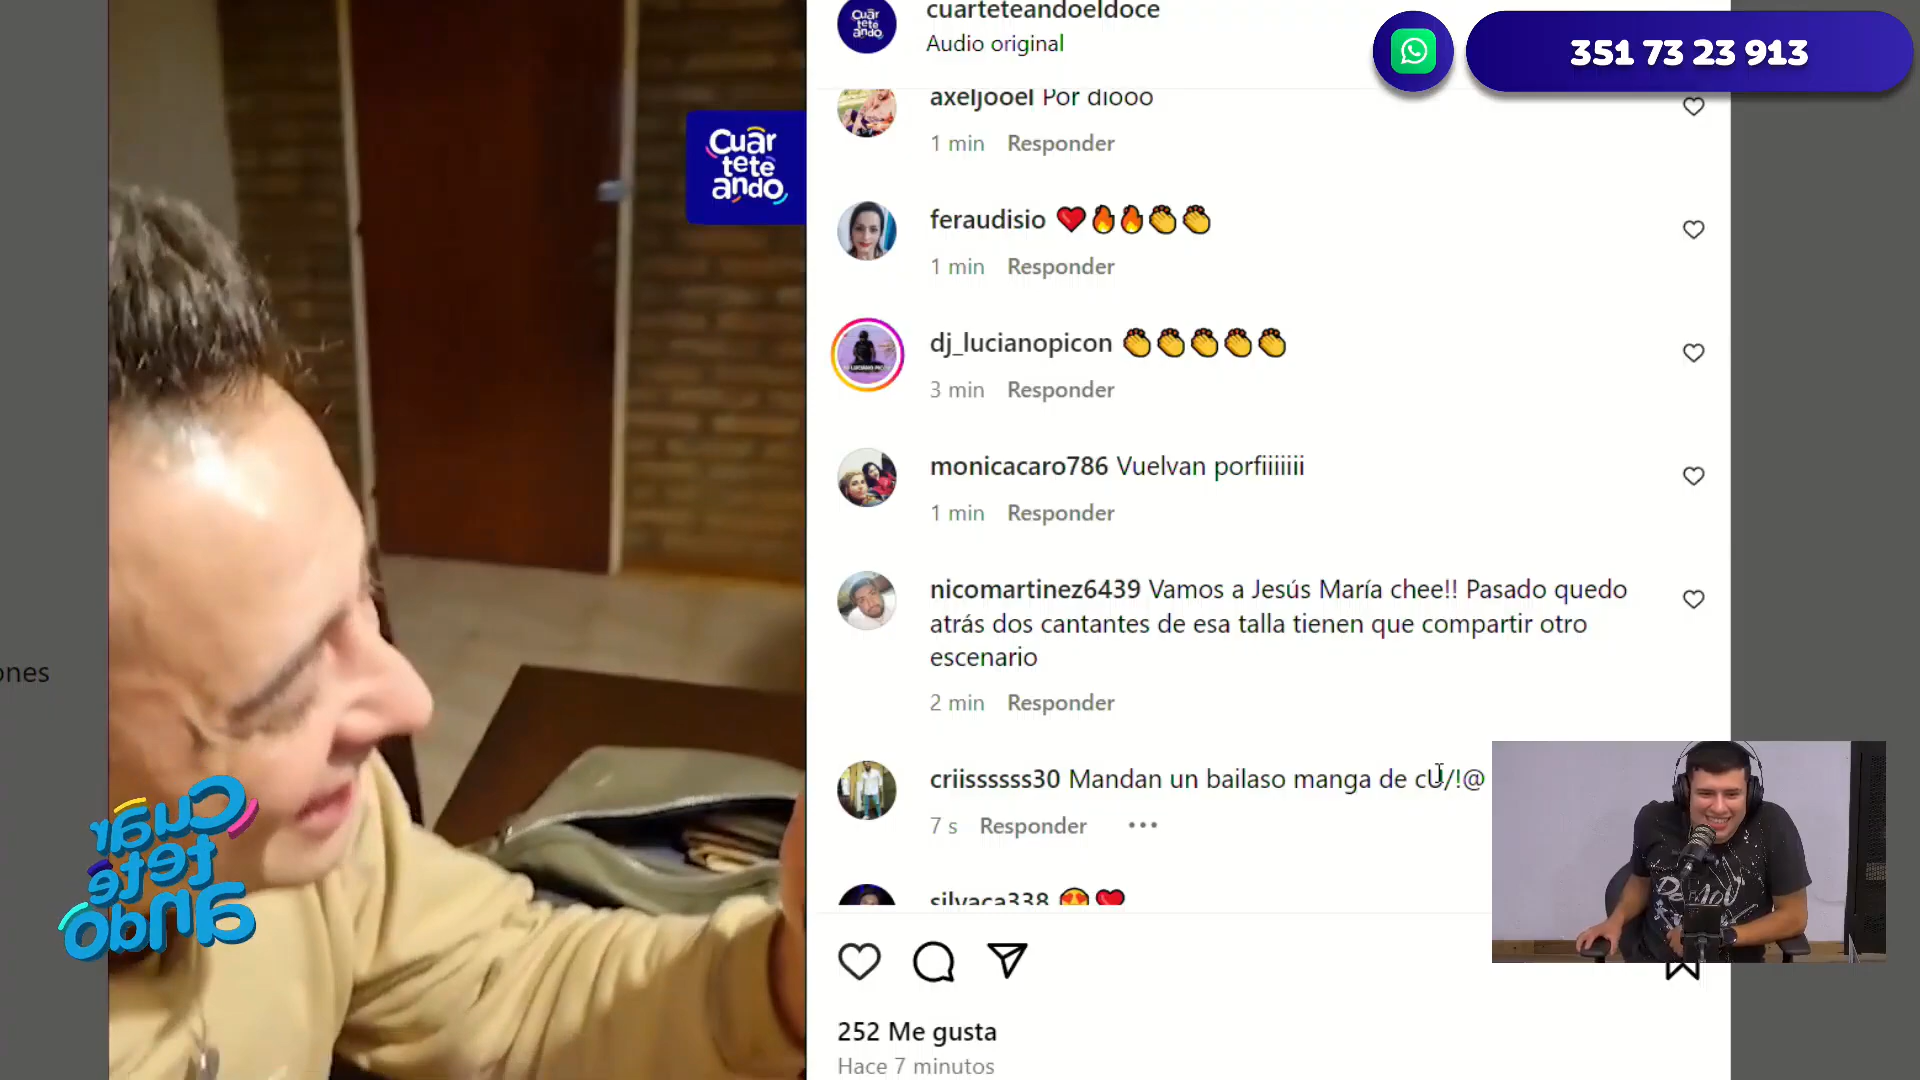 cuarteteandoeldoce
Audio original
351 73 23 913
axeljooel Por diooo
1 min Responder
Cuar
tete
ando
feraudisio ❤️🔥🔥👏👏
1 min Responder
dj_lucianopicon 👏👏👏👏👏
3 min Responder
monicacaro786 Vuelvan porfiiiiiii
1 min Responder
nicomartinez6439 Vamos a Jesús María chee!! Pasado quedo
atrás dos cantantes de esa talla tienen que compartir otro
escenario
2 min Responder
ones
criissssss30 Mandan un bailaso manga de cU/!@
7 s Responder •••
Cuar
tete
ando
silvaca338 😍❤️
252 Me gusta
Hace 7 minutos